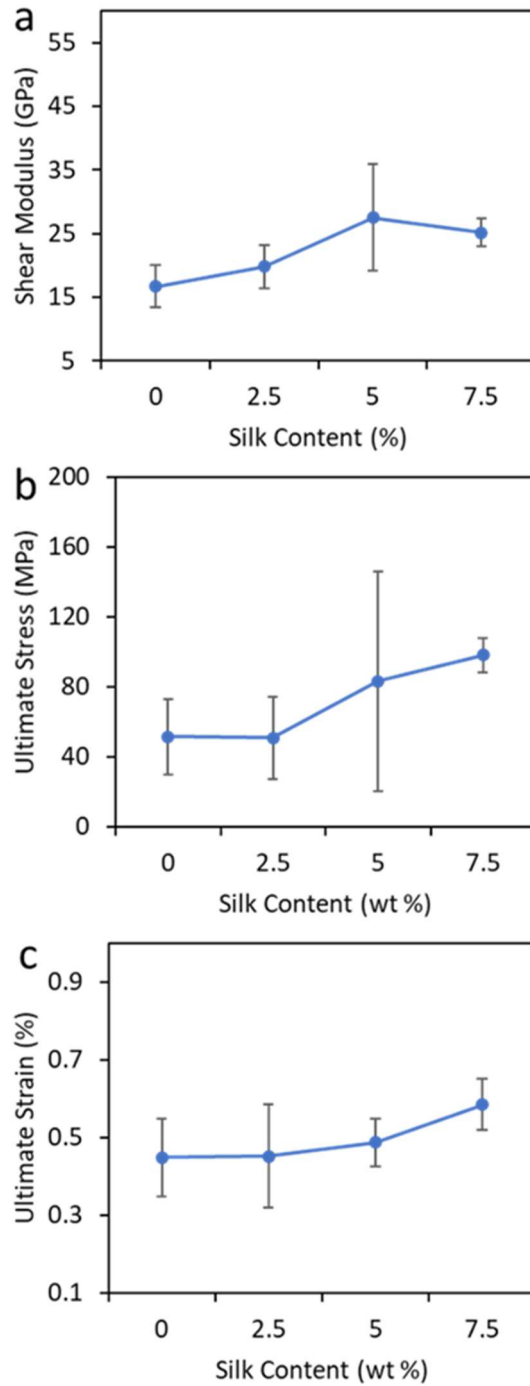 a
Shear Modulus (GPa)
55
45
35
25
15
5
0 2.5 5 7.5
Silk Content (%)
b
Ultimate Stress (MPa)
200
160
120
80
40
0
0 2.5 5 7.5
Silk Content (wt %)
c
Ultimate Strain (%)
0.9
0.7
0.5
0.3
0.1
0 2.5 5 7.5
Silk Content (wt %)